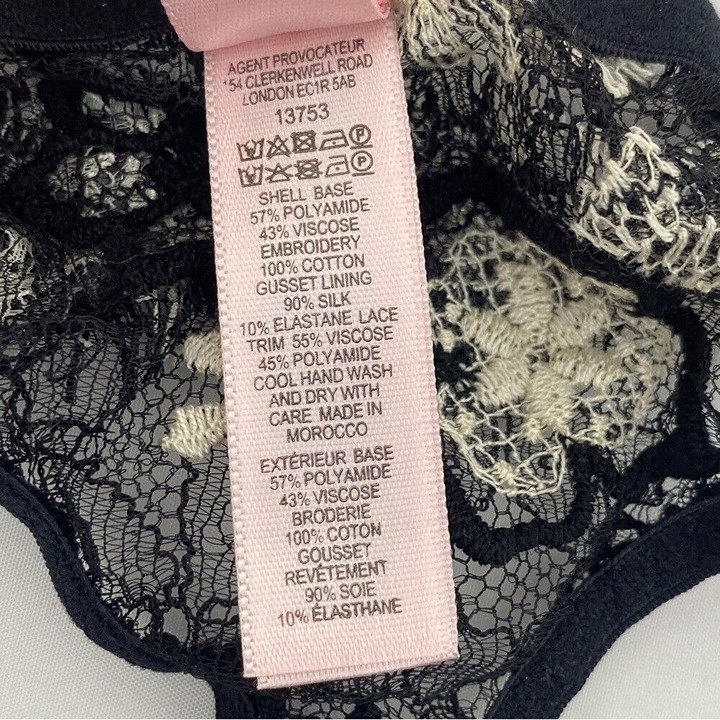 AGENT PROVOCATEUR
154 CLERKENWELL ROAD
LONDON EC1R 5AB
13753
SHELL BASE
57% POLYAMIDE
43% VISCOSE
EMBROIDERY
100% COTTON
GUSSET LINING
90% SILK
10% ELASTANE LACE
TRIM 55% VISCOSE
45% POLYAMIDE
COOL HAND WASH
AND DRY WITH
CARE MADE IN
MOROCCO
EXTÉRIEUR BASE
57% POLYAMIDE
43% VISCOSE
BRODERIE
100% COTON
GOUSSET
REVÊTEMENT
90% SOIE
10% ÉLASTHANE